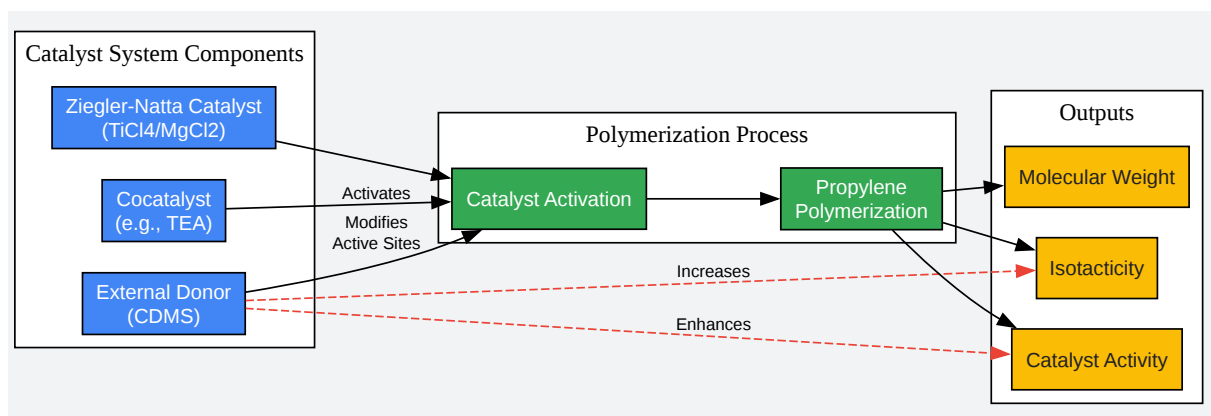 Catalyst System Components
Ziegler-Natta Catalyst
(TiCl4/MgCl2)
Cocatalyst
(e.g., TEA)
External Donor
(CDMS)
Activates
Modifies
Active Sites
Polymerization Process
Catalyst Activation
Propylene
Polymerization
Increases
Enhances
Outputs
Molecular Weight
Isotacticity
Catalyst Activity